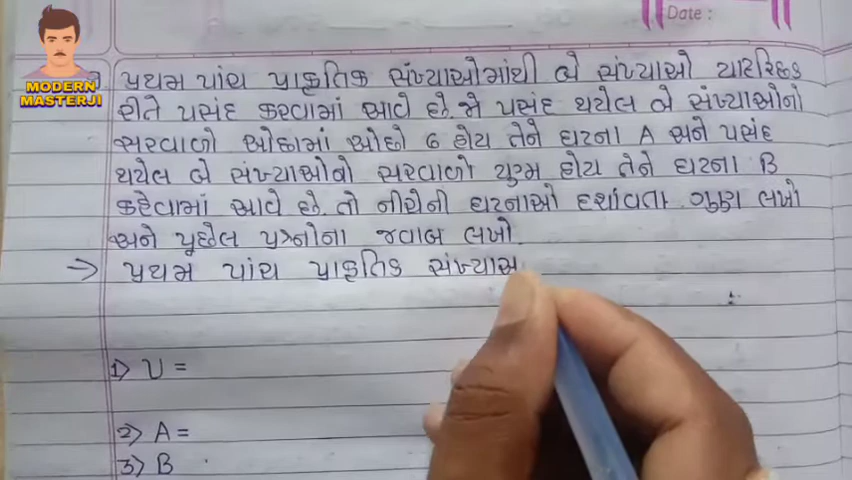 Date :
MODERN
MASTERJI
પ્રથમ પાંચ પ્રાકૃતિક સંખ્યાઓમાંથી બે સંખ્યાઓ યાદચ્છિક
રીતે પસંદ કરવામાં આવે છે. જો પસંદ થયેલ બે સંખ્યાઓનો
સરવાળો ઓછામાં ઓછો 6 હોય તેને ઘટના A અને પસંદ
થયેલ બે સંખ્યાઓનો સરવાળો યુગ્મ હોય તેને ઘટના B
કહેવામાં આવે છે. તો નીચેની ઘટનાઓ દર્શાવતા ગુણ લખો
અને પૂછેલ પ્રશ્નોના જવાબ લખો.
→ પ્રથમ પાંચ પ્રાકૃતિક સંખ્યાઓ
1) U =
2) A =
3) B